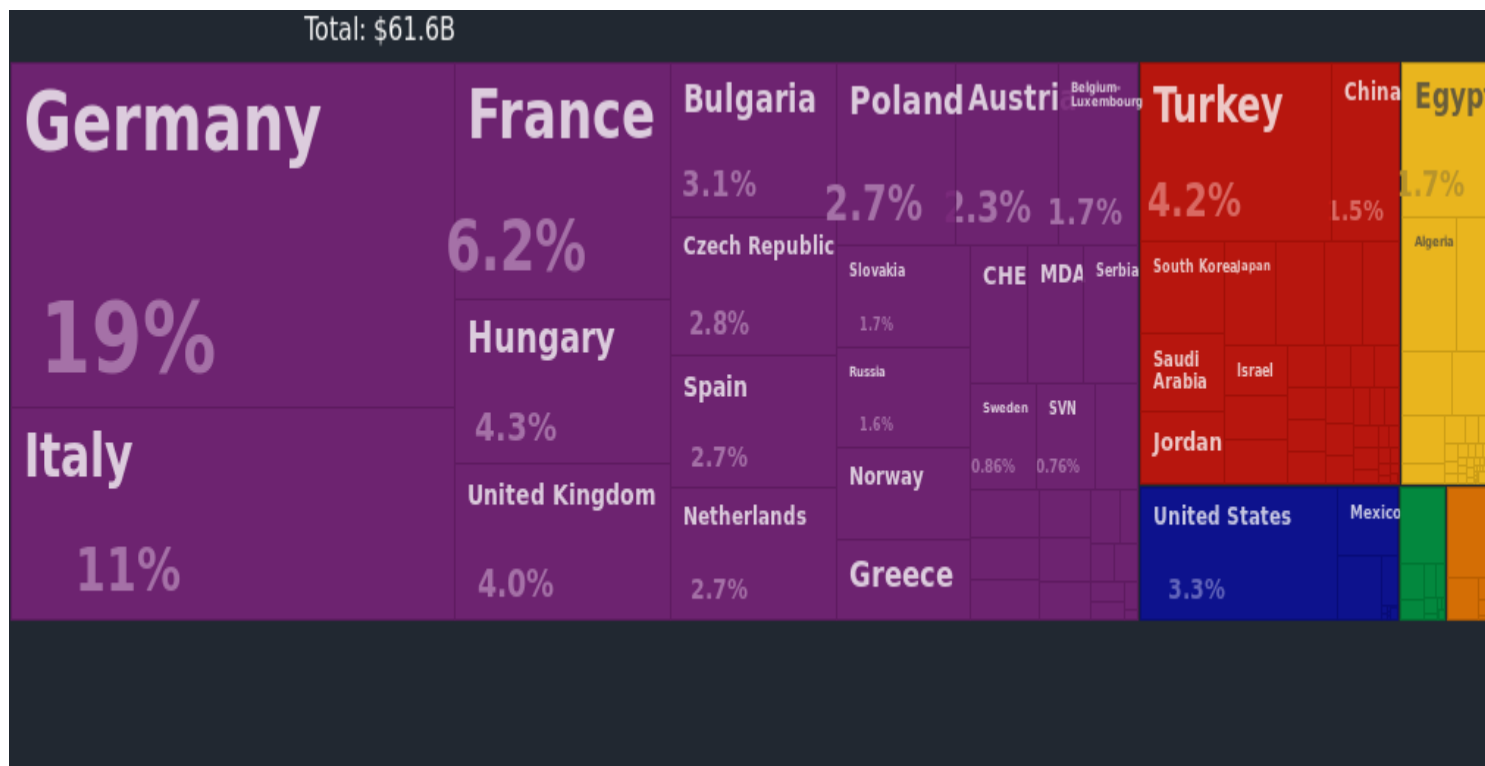 Total: $61.6B
Germany
19%
Italy
11%
France
6.2%
Hungary
4.3%
United Kingdom
4.0%
Bulgaria
3.1%
Czech Republic
2.8%
Spain
2.7%
Netherlands
2.7%
Poland
2.7%
Austri
2.3%
Belgium-
Luxembourg
1.7%
Slovakia
1.7%
Russia
1.6%
Norway
Greece
CHE
MDA
Serbia
Sweden
0.86%
SVN
0.76%
Turkey
4.2%
China
1.5%
South Korea
Japan
Saudi
Arabia
Israel
Jordan
United States
3.3%
Mexico
Egyp
1.7%
Algeria